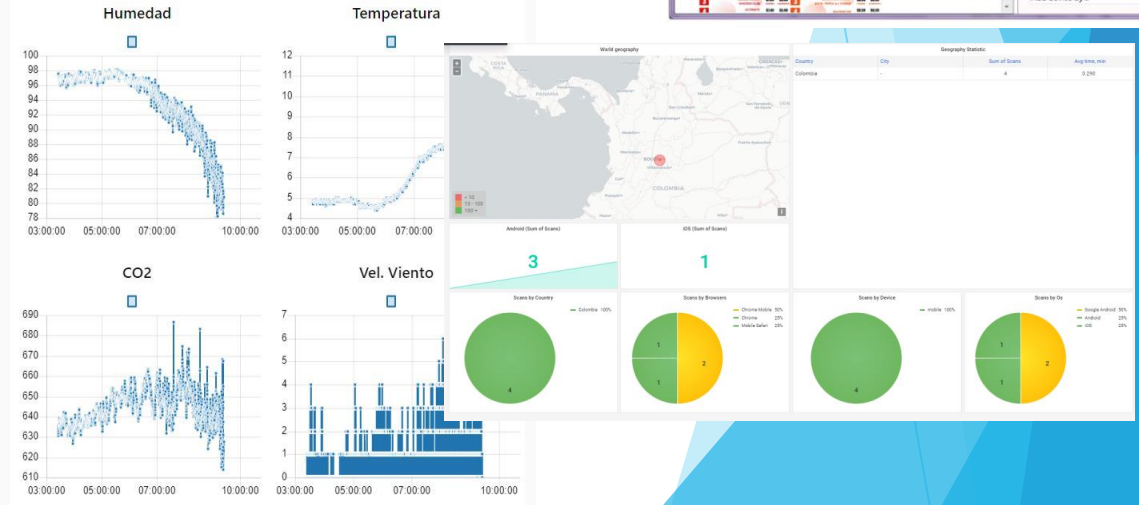 Humedad
100
98
96
94
92
90
88
86
84
82
80
78
03:00:00 05:00:00 07:00:00 10:00:00
Temperatura
12
11
10
9
8
7
6
5
4
03:00:00 05:00:00 07:00:00
CO2
690
680
670
660
650
640
630
620
610
03:00:00 05:00:00 07:00:00 10:00:00
Vel. Viento
7
6
5
4
3
2
1
0
03:00:00 05:00:00 07:00:00 10:00:00
World geography
COSTA RICA
PANAMA
COLOMBIA
< 10
10 - 100
100 +
Geography Statistic
Country City Sum of Scans Avg time, min
Colombia - 4 0.290
Android (Sum of Scans)
3
iOS (Sum of Scans)
1
Scans by Country
Colombia 100%
4
Scans by Browsers
Chrome Mobile 50%
Chrome 25%
Mobile Safari 25%
1
2
1
Scans by Device
mobile 100%
4
Scans by Os
Google Android 50%
Android 25%
iOS 25%
1
2
1